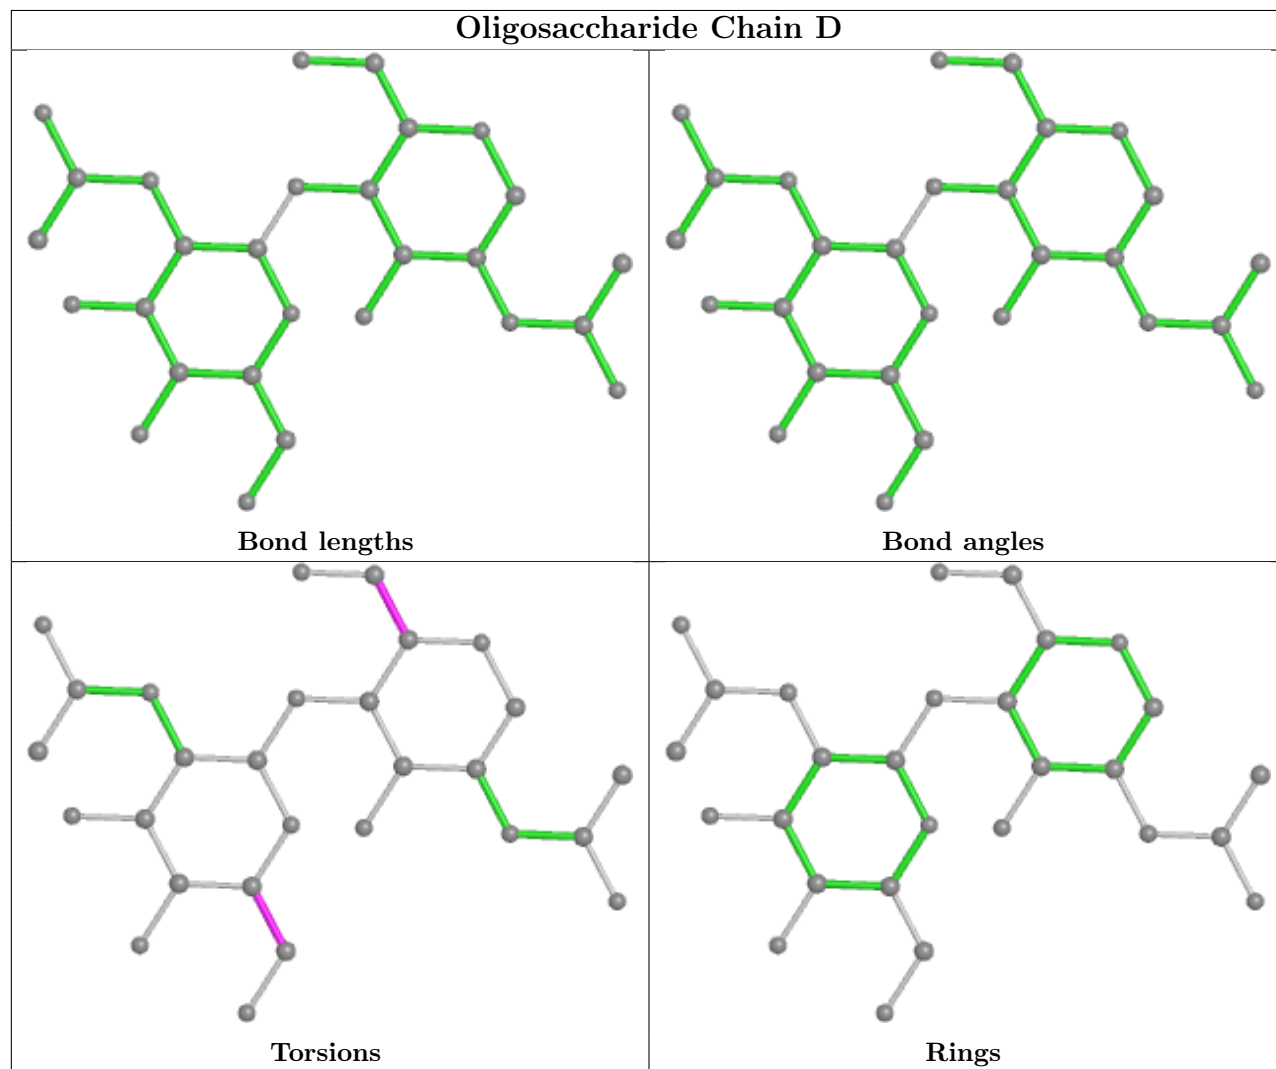 Oligosaccharide Chain D
Bond lengths
Bond angles
Torsions
Rings